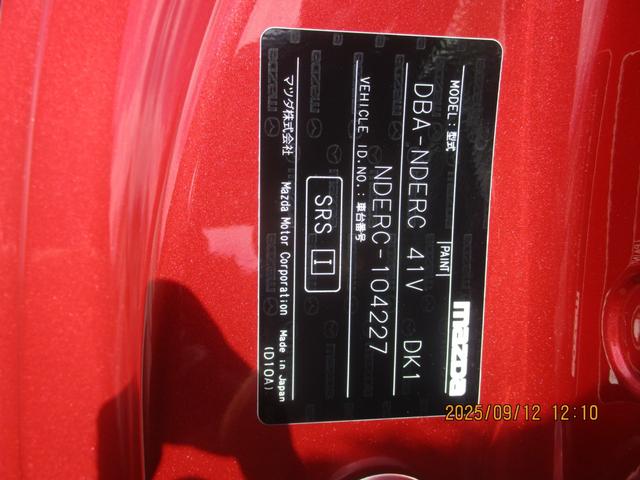 mazda
MODEL:型式
PAINT
DBA-NDERC 41V DK1
VEHICLE ID.NO.:車台番号
NDERC-104227
SRS I
マツダ株式会社 Mazda Motor Corporation Made in Japan
(D10A)
2025/09/12 12:10